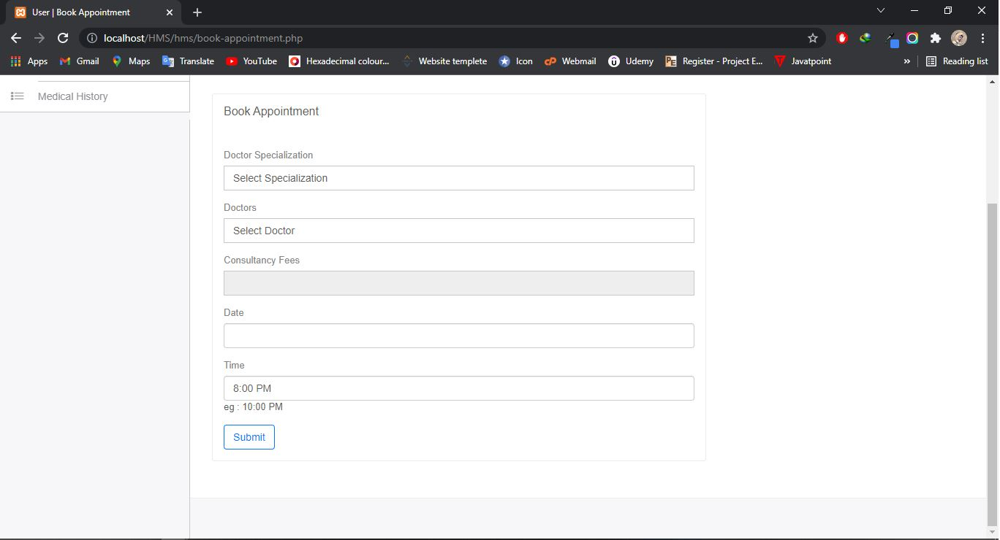 User | Book Appointment
localhost/HMS/hms/book-appointment.php
Apps Gmail Maps Translate YouTube Hexadecimal colour... Website templete Icon Webmail Udemy Register - Project E... Javatpoint » Reading list
Medical History
Book Appointment
Doctor Specialization
Select Specialization
Doctors
Select Doctor
Consultancy Fees
Date
Time
8:00 PM
eg : 10:00 PM
Submit